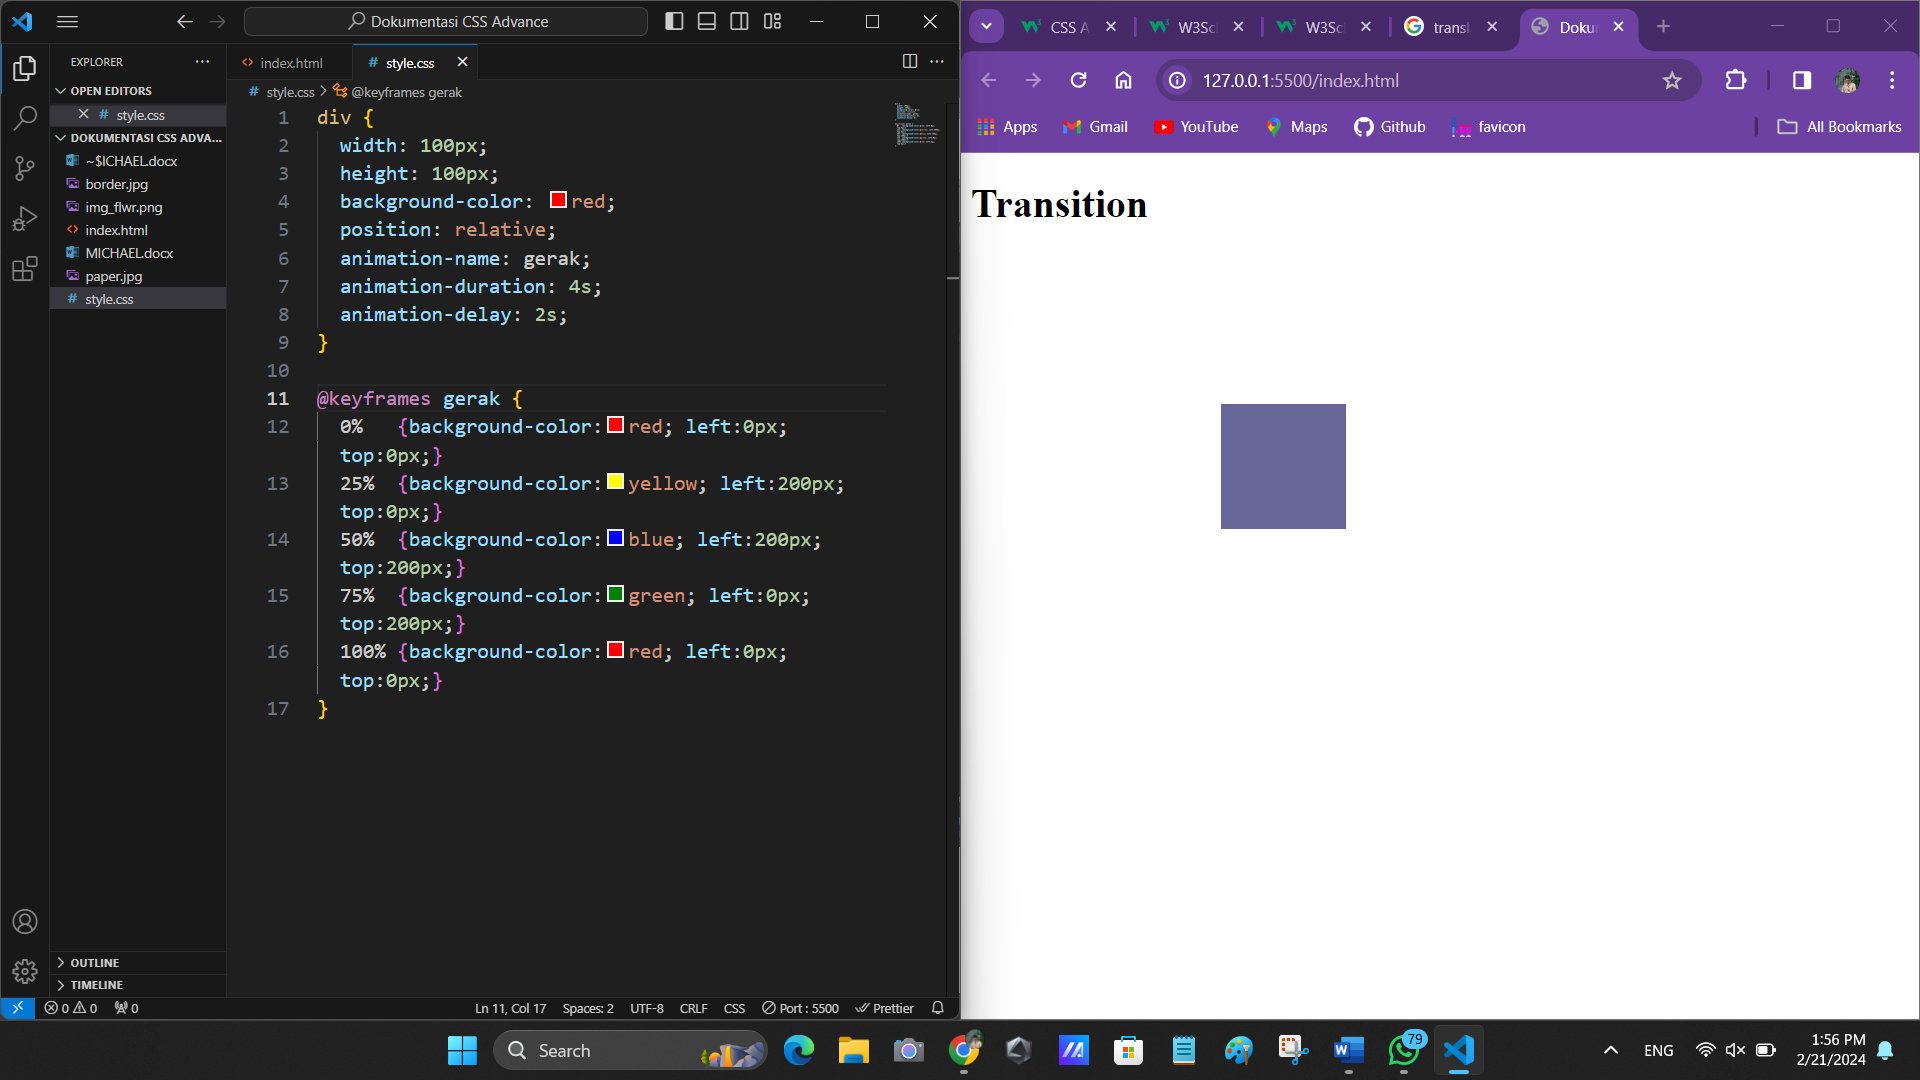 Dokumentasi CSS Advance
EXPLORER
OPEN EDITORS
# style.css
DOKUMENTASI CSS ADVA...
~$ICHAEL.docx
border.jpg
img_flwr.png
<> index.html
MICHAEL.docx
paper.jpg
# style.css
OUTLINE
TIMELINE
<> index.html
# style.css
# style.css > @keyframes gerak
1 div {
2 width: 100px;
3 height: 100px;
4 background-color: red;
5 position: relative;
6 animation-name: gerak;
7 animation-duration: 4s;
8 animation-delay: 2s;
9 }
10
11 @keyframes gerak {
12 0% {background-color:red; left:0px;
top:0px;}
13 25% {background-color:yellow; left:200px;
top:0px;}
14 50% {background-color:blue; left:200px;
top:200px;}
15 75% {background-color:green; left:0px;
top:200px;}
16 100% {background-color:red; left:0px;
top:0px;}
17 }
0 0 0 Ln 11, Col 17 Spaces: 2 UTF-8 CRLF CSS Port : 5500 Prettier
CSS A W3Sc W3Sc transl Doku
127.0.0.1:5500/index.html
Apps Gmail YouTube Maps Github favicon All Bookmarks
Transition
Search
79
ENG
1:56 PM
2/21/2024